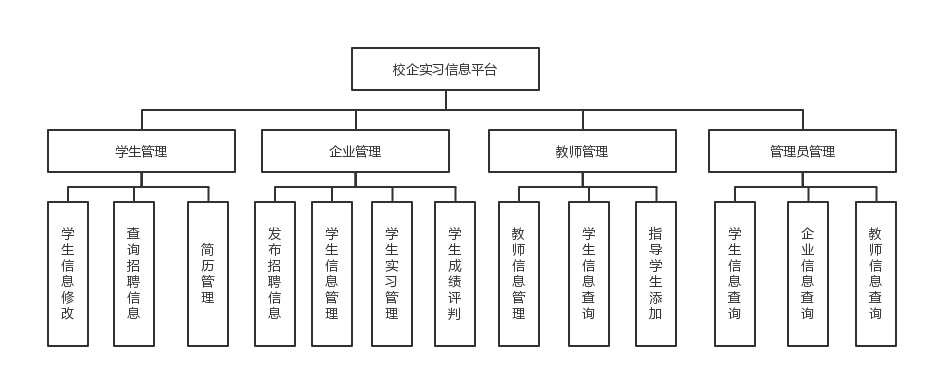 校企实习信息平台
学生管理
企业管理
教师管理
管理员管理
学生信息修改
查询招聘信息
简历管理
发布招聘信息
学生信息管理
学生实习管理
学生成绩评判
教师信息管理
学生信息查询
指导学生添加
学生信息查询
企业信息查询
教师信息查询